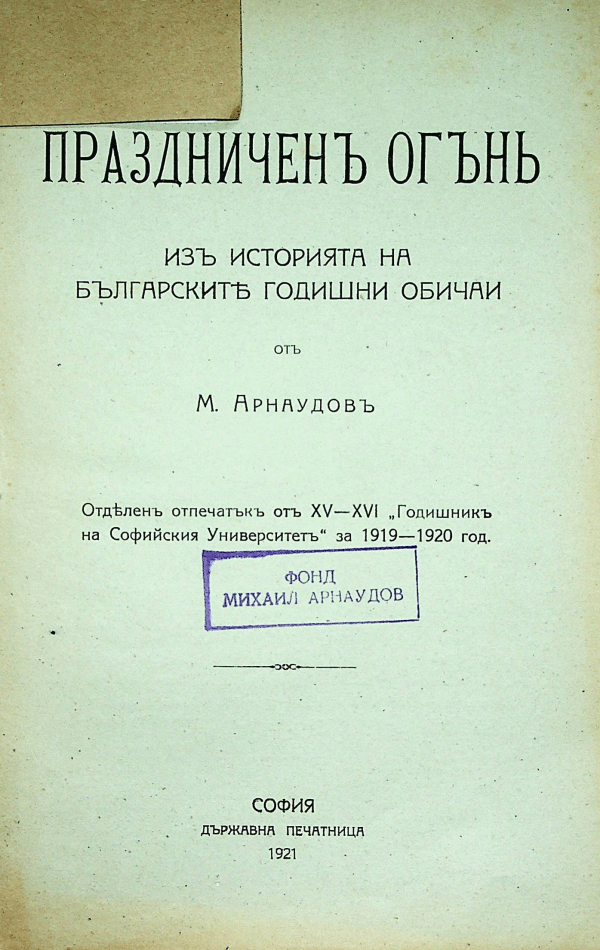 ПРАЗДНИЧЕНЪ ОГЪНЬ
ИЗЪ ИСТОРИЯТА НА
БЪЛГАРСКИТѢ ГОДИШНИ ОБИЧАИ
отъ
М. Арнаудовъ
Отдѣленъ отпечатъкъ отъ XV—XVI „Годишникъ
на Софийския Университетъ“ за 1919—1920 год.
ФОНД
МИХАИЛ АРНАУДОВ
СОФИЯ
ДЪРЖАВНА ПЕЧАТНИЦА
1921